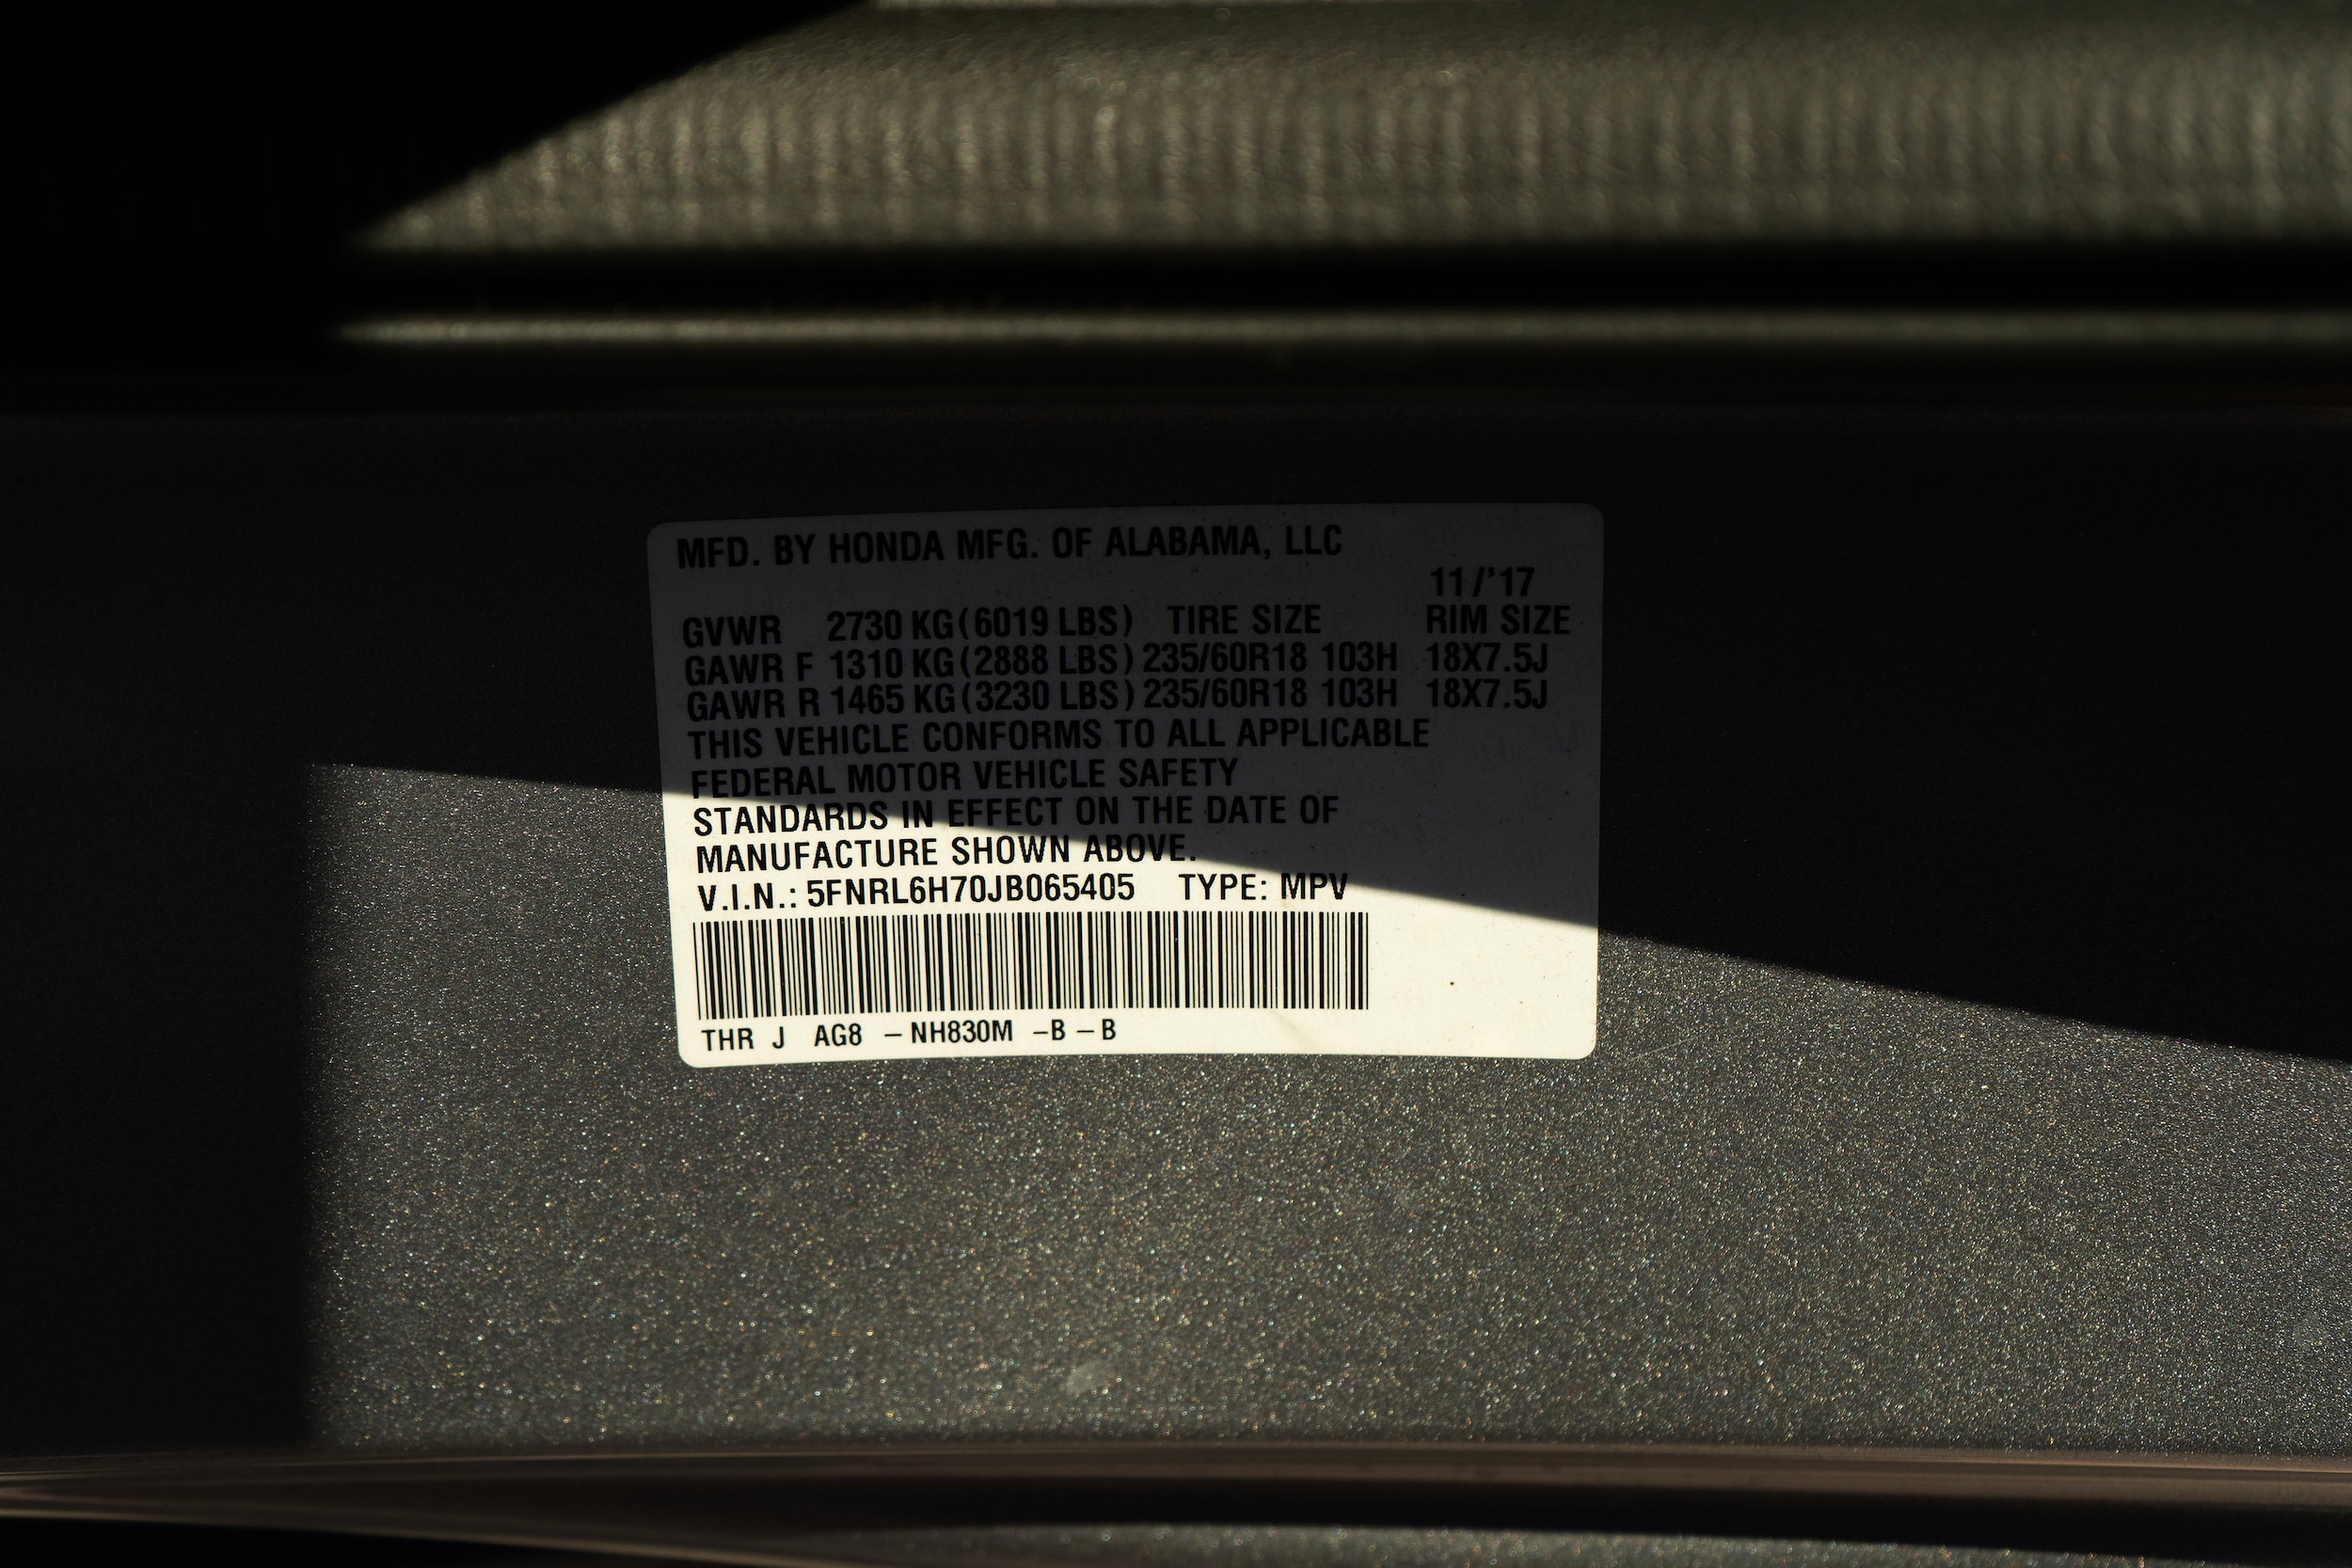 MFD. BY HONDA MFG. OF ALABAMA, LLC
11/'17
GVWR 2730 KG (6019 LBS) TIRE SIZE RIM SIZE
GAWR F 1310 KG (2888 LBS) 235/60R18 103H 18X7.5J
GAWR R 1465 KG (3230 LBS) 235/60R18 103H 18X7.5J
THIS VEHICLE CONFORMS TO ALL APPLICABLE
FEDERAL MOTOR VEHICLE SAFETY
STANDARDS IN EFFECT ON THE DATE OF
MANUFACTURE SHOWN ABOVE.
V.I.N.: 5FNRL6H70JB065405 TYPE: MPV
THR J AG8 – NH830M –B – B